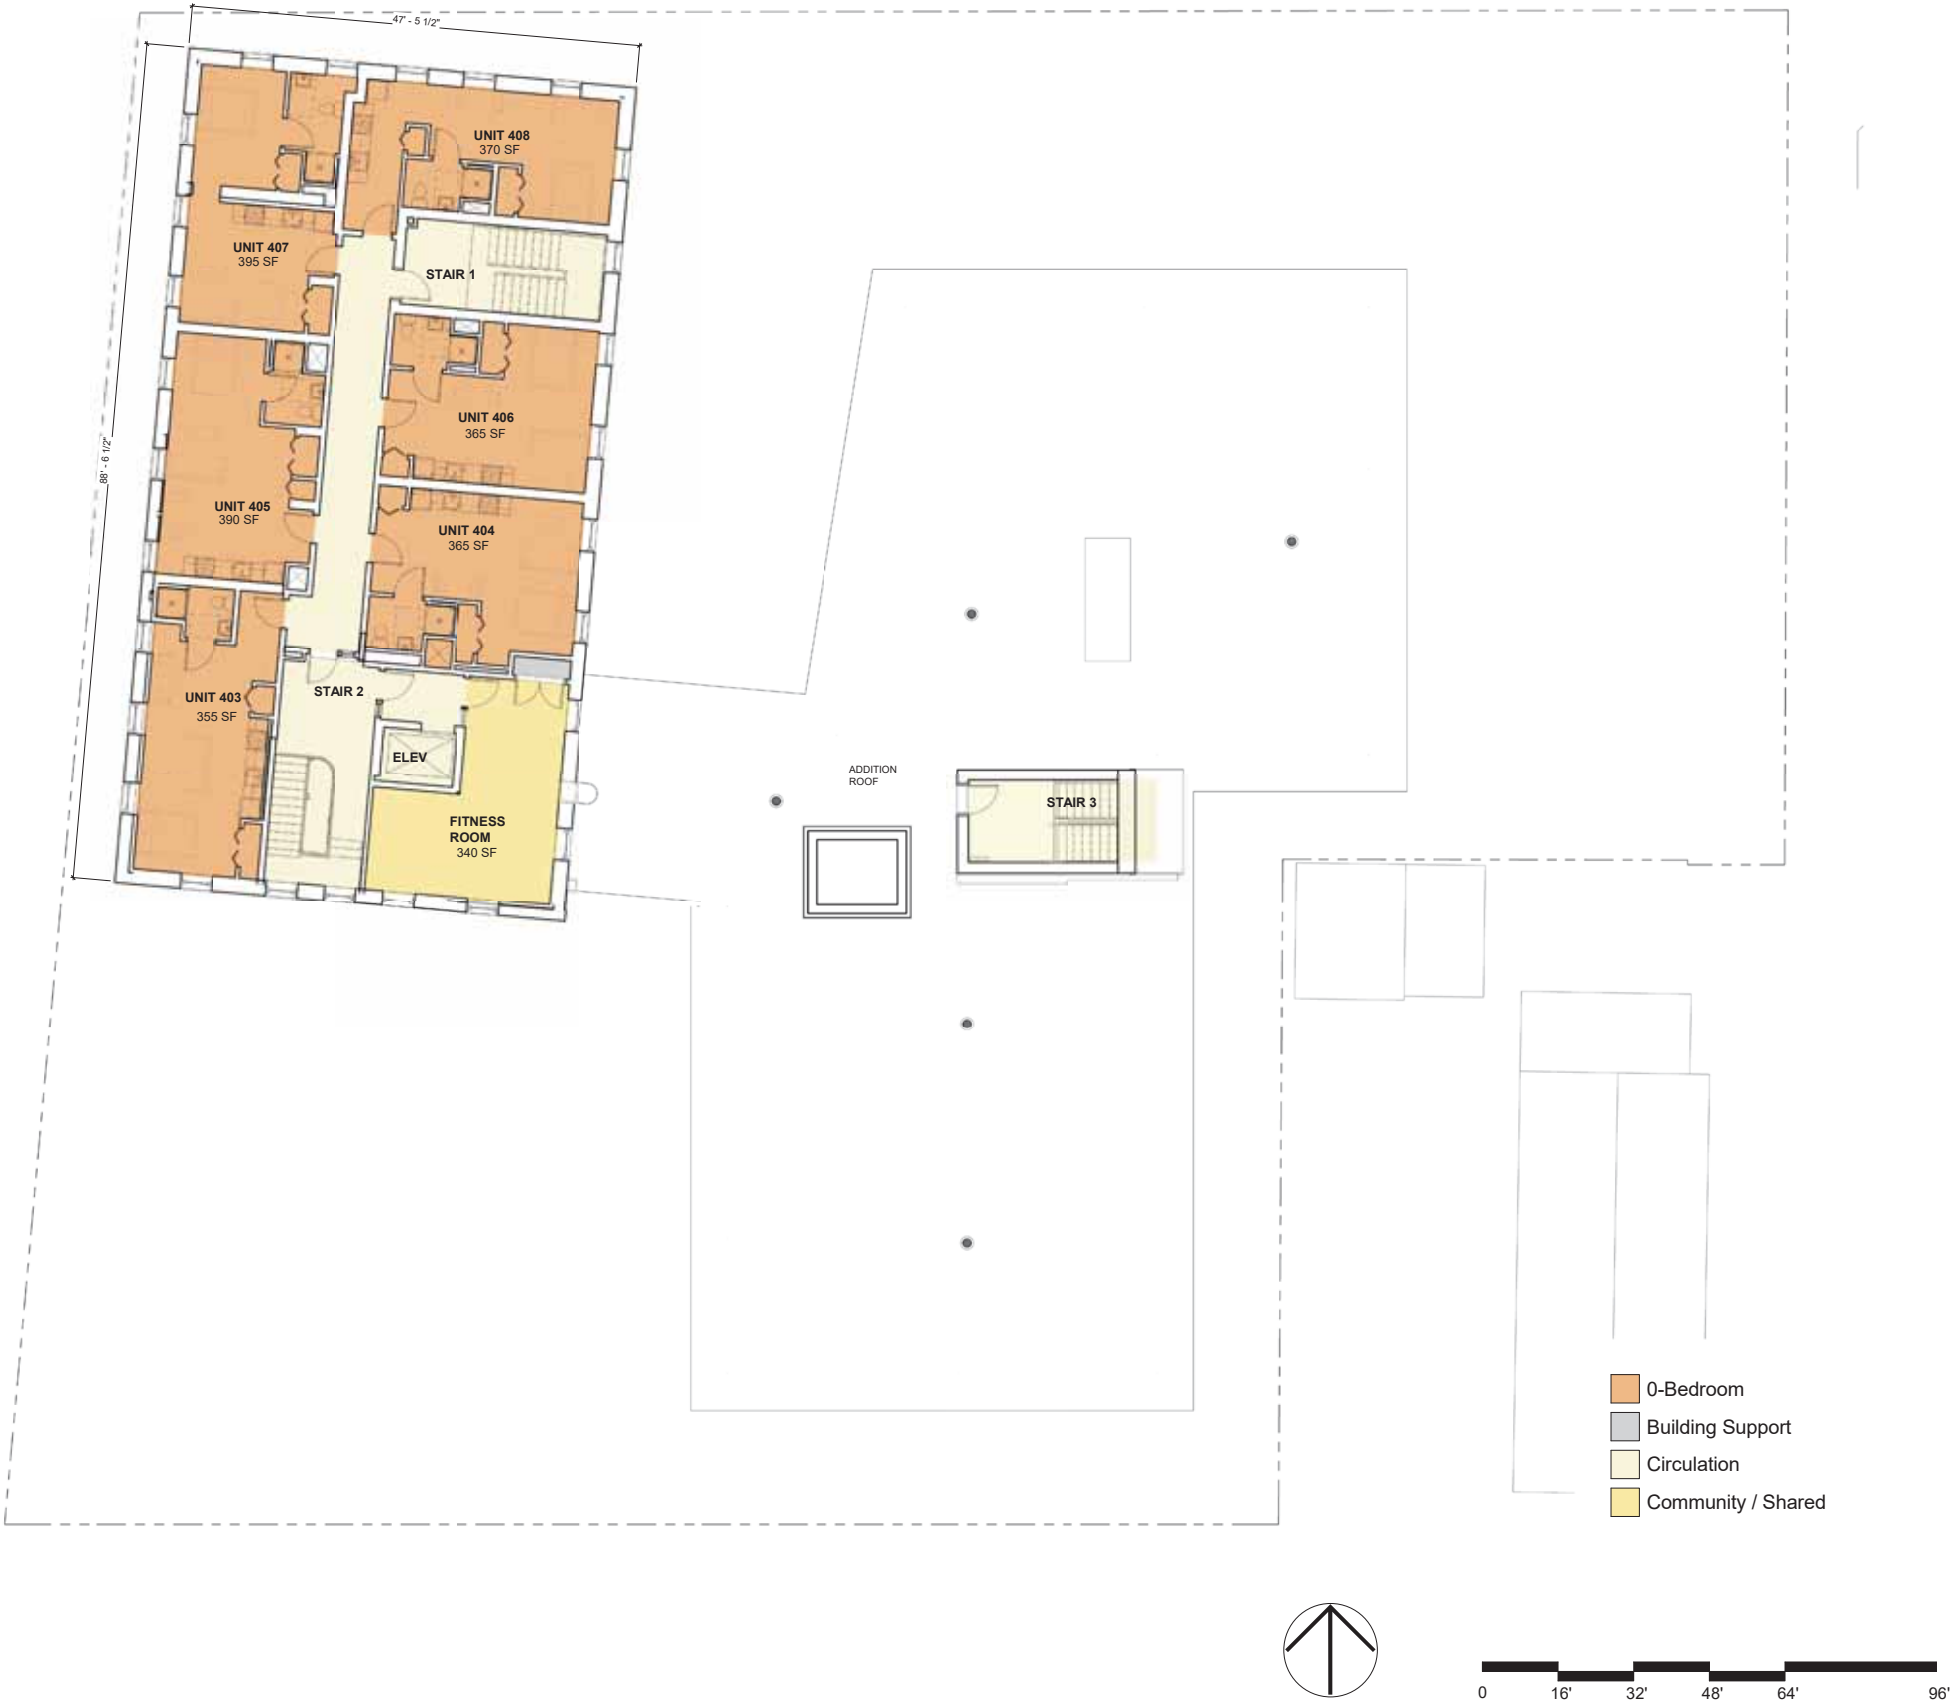 47' - 5 1/2"
UNIT 408
370 SF
UNIT 407
395 SF
STAIR 1
UNIT 406
365 SF
88' - 6 1/2"
UNIT 405
390 SF
UNIT 404
365 SF
UNIT 403
355 SF
STAIR 2
ELEV
FITNESS
ROOM
340 SF
ADDITION
ROOF
STAIR 3
0-Bedroom
Building Support
Circulation
Community / Shared
0 16' 32' 48' 64' 96'